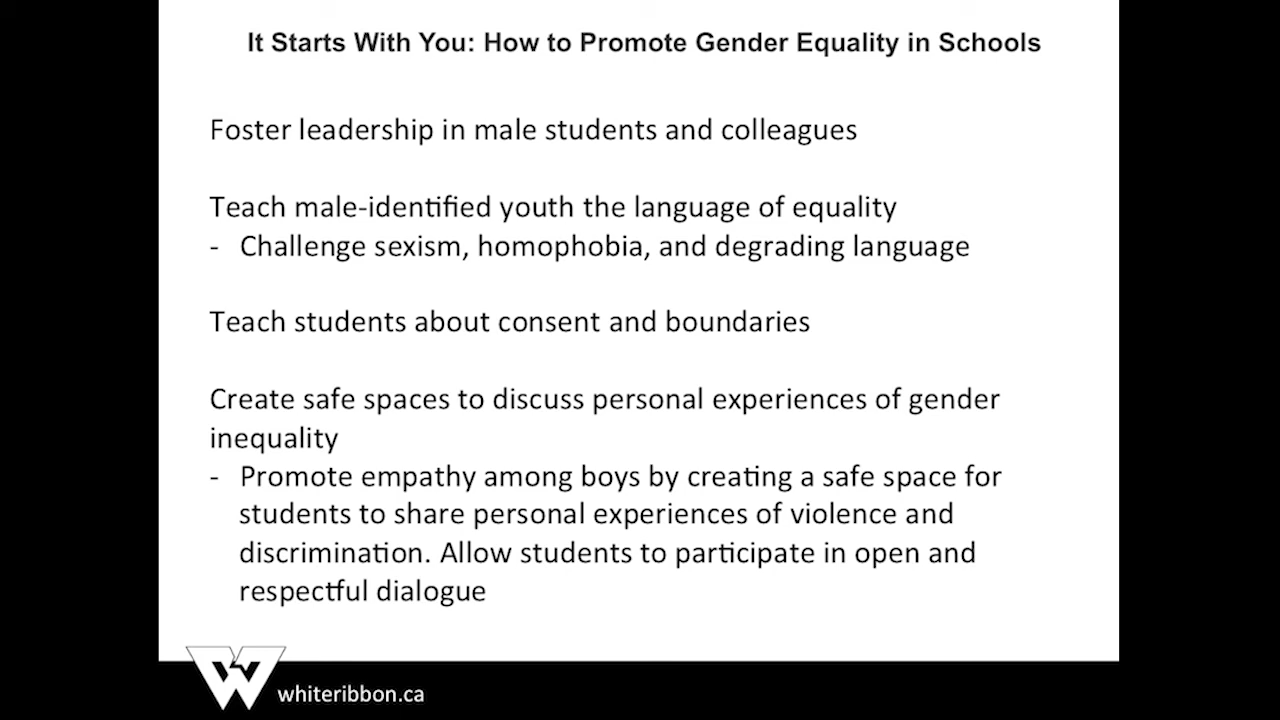 It Starts With You: How to Promote Gender Equality in Schools
Foster leadership in male students and colleagues
Teach male-identified youth the language of equality
- Challenge sexism, homophobia, and degrading language
Teach students about consent and boundaries
Create safe spaces to discuss personal experiences of gender
inequality
- Promote empathy among boys by creating a safe space for
students to share personal experiences of violence and
discrimination. Allow students to participate in open and
respectful dialogue
whiteribbon.ca